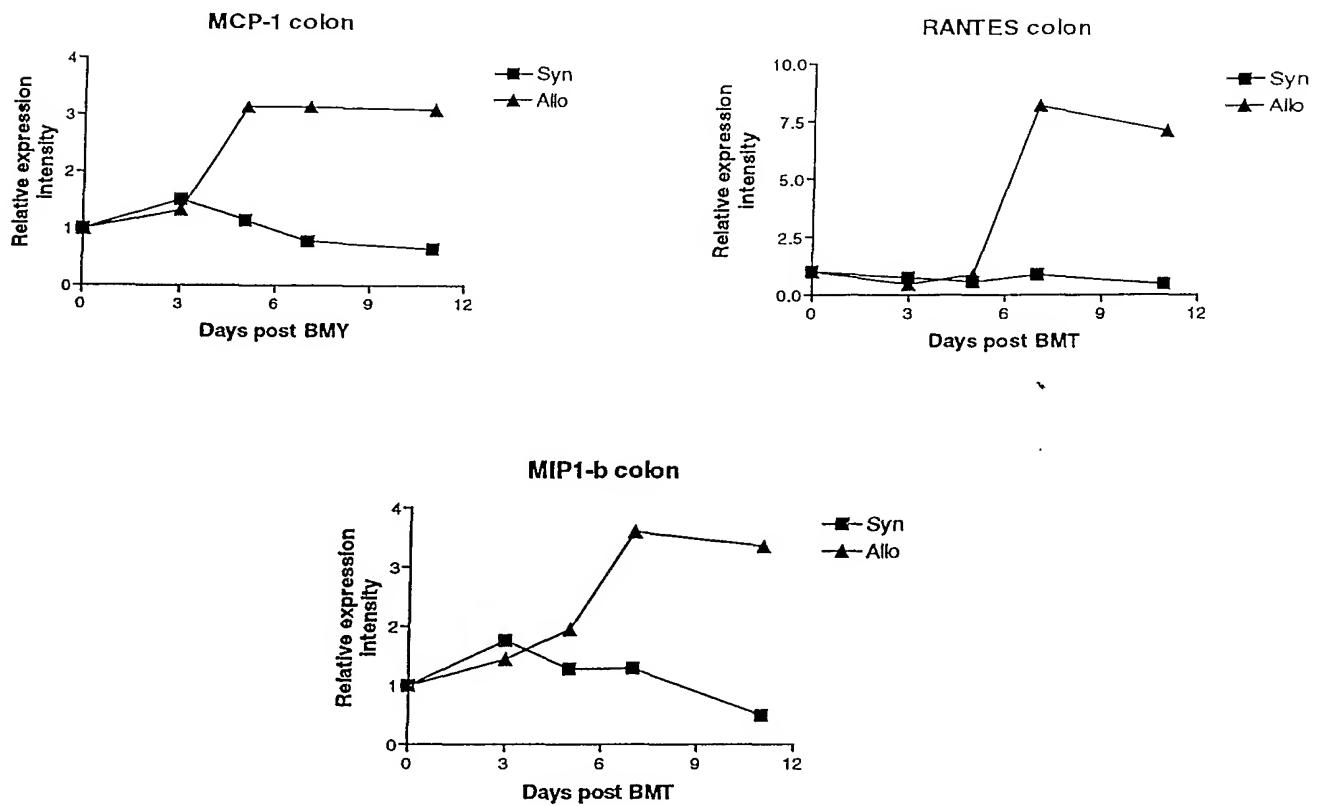 MCP-1 colon
4
3
2
1
0
Relative expression
intensity
Syn
Allo
0 3 6 9 12
Days post BMY
RANTES colon
10.0
7.5
5.0
2.5
0.0
Relative expression
intensity
Syn
Allo
0 3 6 9 12
Days post BMT
MIP1-b colon
4
3
2
1
0
Relative expression
intensity
Syn
Allo
0 3 6 9 12
Days post BMT